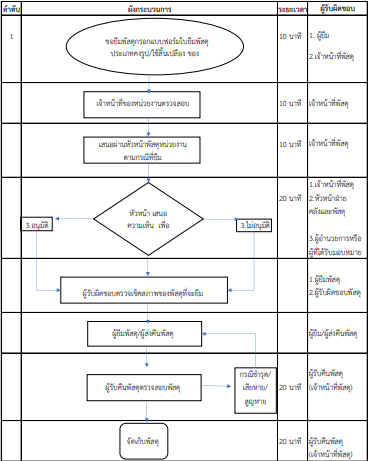 ลำดับ ผังกระบวนการ ระยะเวลา ผู้รับผิดชอบ
1 ขอยืมพัสดุกรอกแบบฟอร์มใบยืมพัสดุ 10 นาที 1. ผู้ยืม
ประเภทคงรูป/ใช้สิ้นเปลือง ของ 2.เจ้าหน้าที่พัสดุ
เจ้าหน้าที่ของหน่วยงานตรวจสอบ 10 นาที เจ้าหน้าที่พัสดุ
เสนอผ่านหัวหน้าพัสดุหน่วยงาน 10 นาที เจ้าหน้าที่พัสดุ
ตามกรณีที่ยืม
1.เจ้าหน้าที่พัสดุ
20 นาที 2.หัวหน้าฝ่าย
หัวหน้า เสนอ คลังและพัสดุ
ความเห็น เพื่อ
3.อนุมัติ 3.ไม่อนุมัติ
3.ผู้อำนวยการหรือ
ผู้ที่ได้รับมอบหมาย
ผู้รับผิดชอบตรวจเช็คสภาพของพัสดุที่จะยืม 1.ผู้ยืมพัสดุ
2.ผู้รับผิดชอบพัสดุ
ผู้ยืมพัสดุ/ผู้ส่งคืนพัสดุ ผู้ยืม/ผู้ส่งคืนพัสดุ
ผู้รับคืนพัสดุตรวจสอบพัสดุ 20 นาที ผู้รับคืนพัสดุ
(เจ้าหน้าที่พัสดุ)
กรณีชำรุด/
เสียหาย/
สูญหาย
จัดเก็บพัสดุ 20 นาที ผู้รับคืนพัสดุ
(เจ้าหน้าที่พัสดุ)